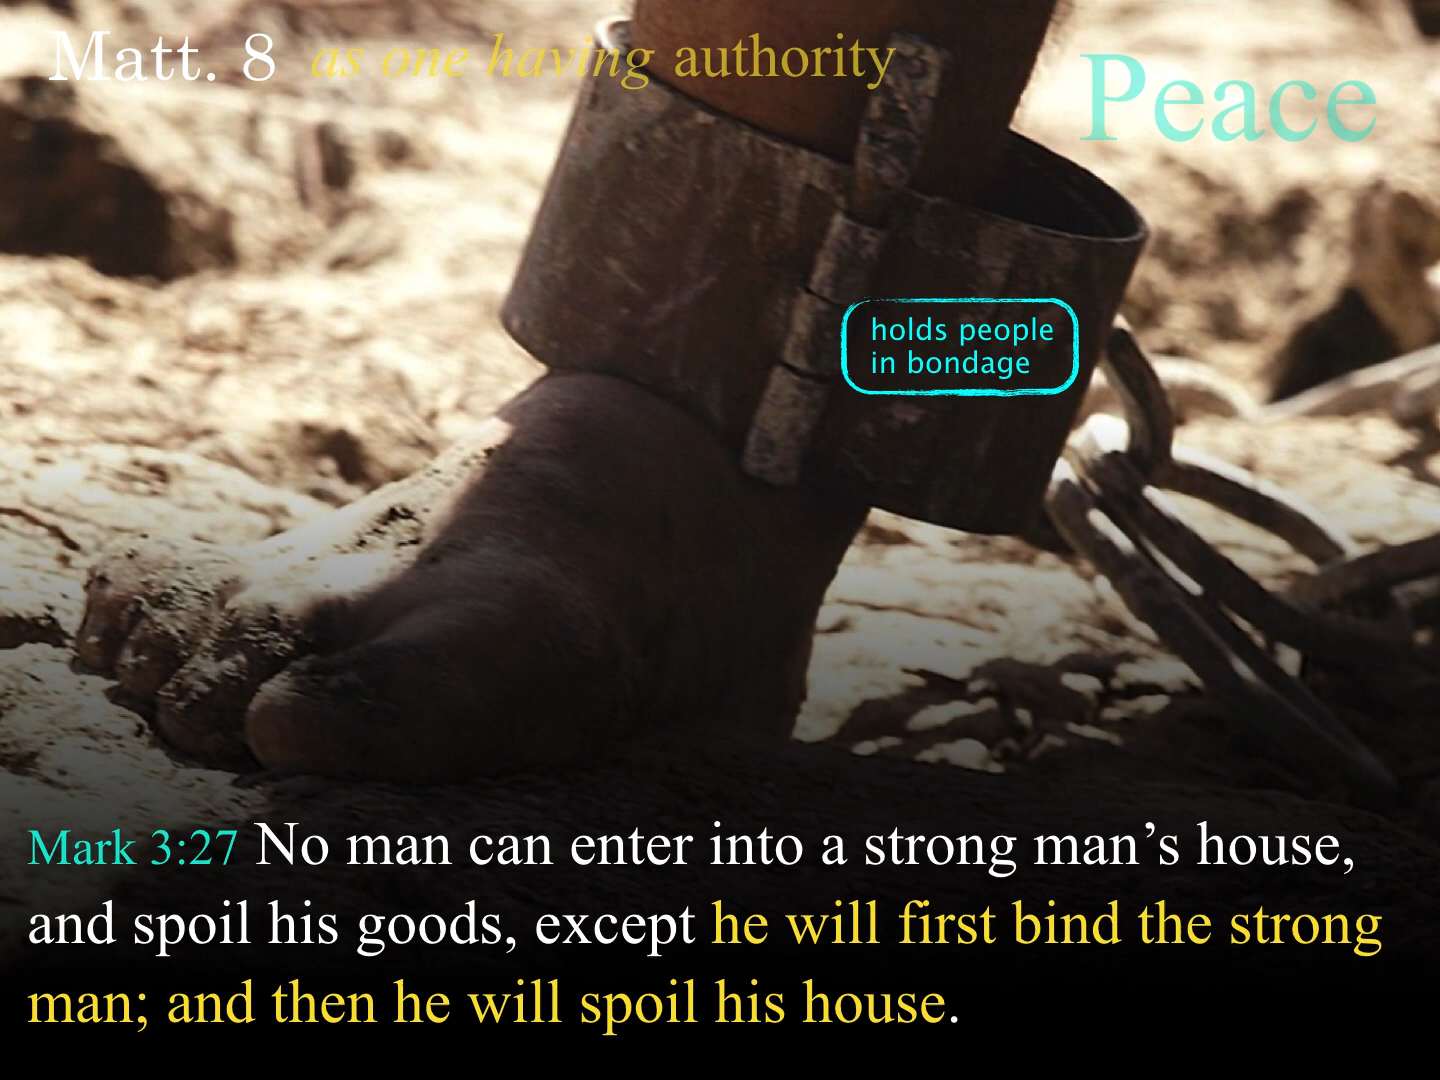 Matt. 8 as one having authority
Peace
holds people
in bondage
Mark 3:27 No man can enter into a strong man’s house,
and spoil his goods, except he will first bind the strong
man; and then he will spoil his house.